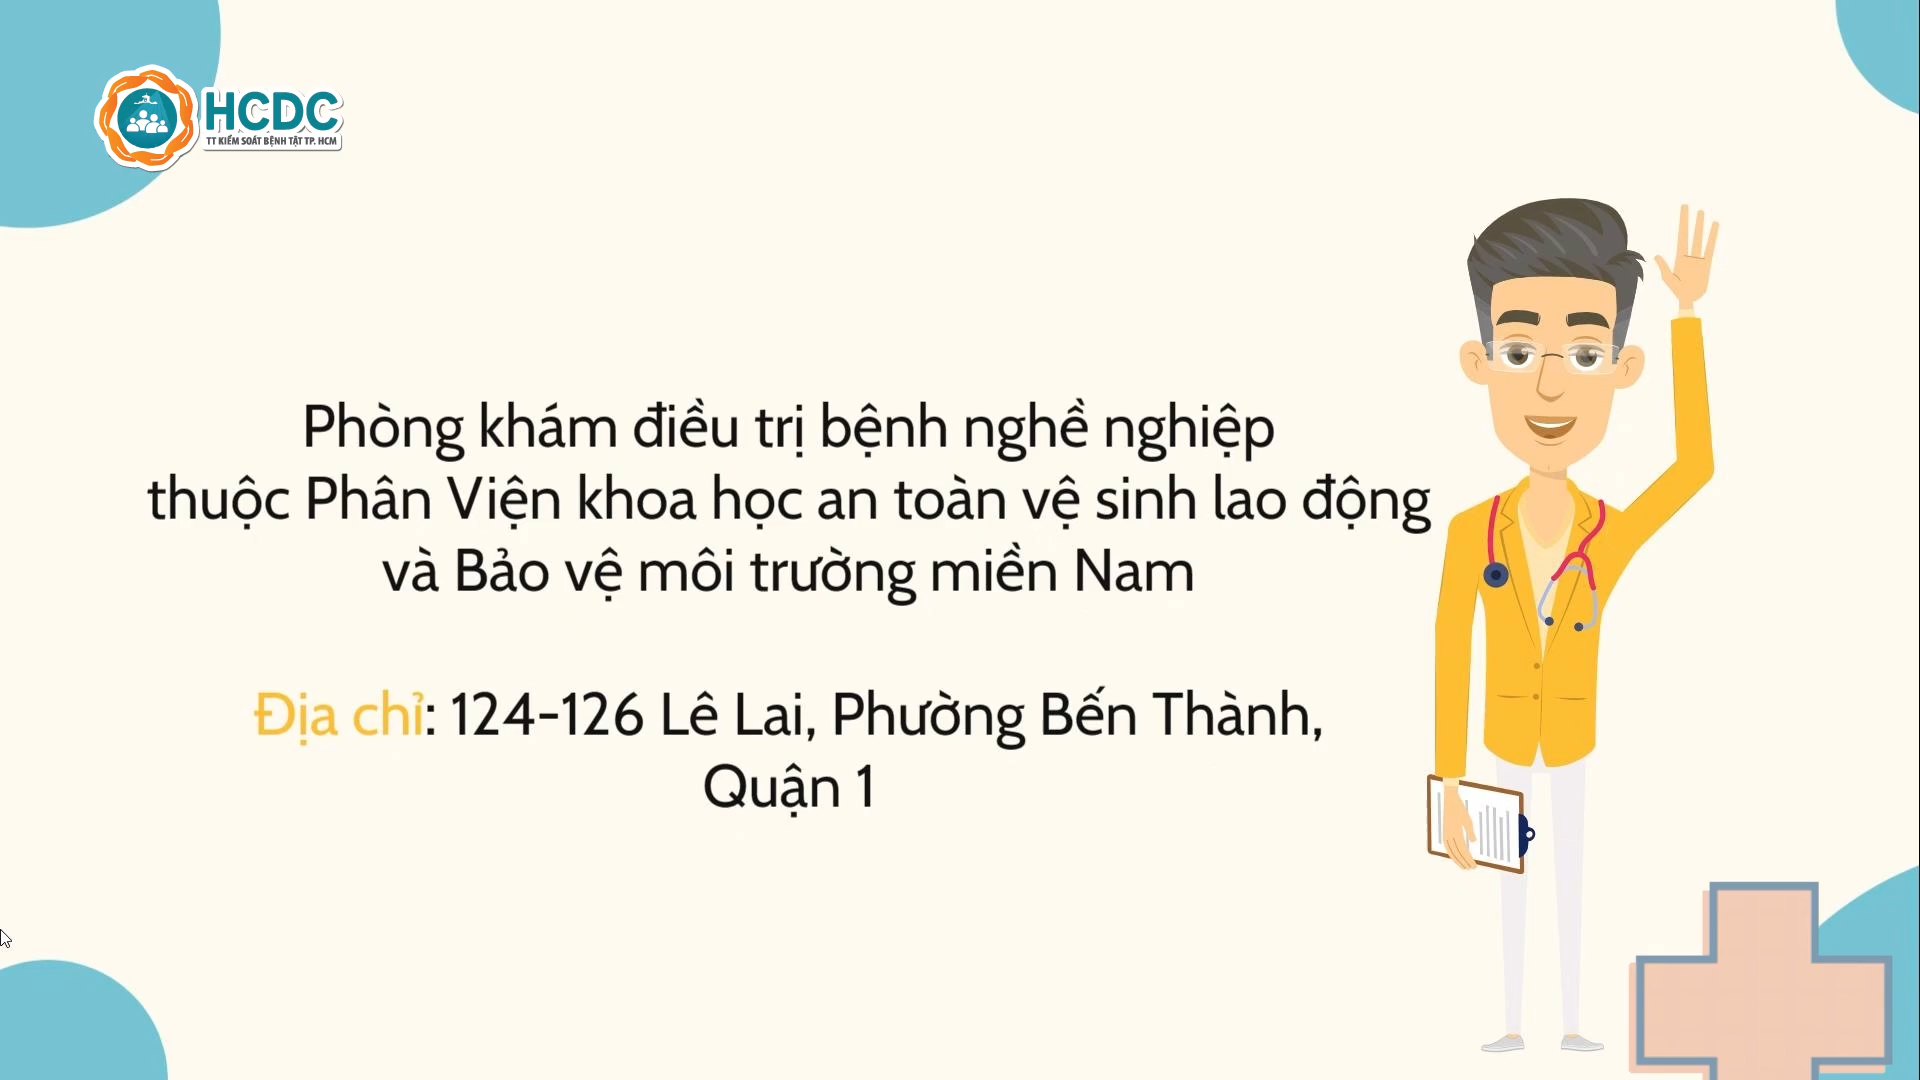 HCDC
TT KIỂM SOÁT BỆNH TẬT TP. HCM
Phòng khám điều trị bệnh nghề nghiệp
thuộc Phân Viện khoa học an toàn vệ sinh lao động
và Bảo vệ môi trường miền Nam
Địa chỉ: 124-126 Lê Lai, Phường Bến Thành,
Quận 1